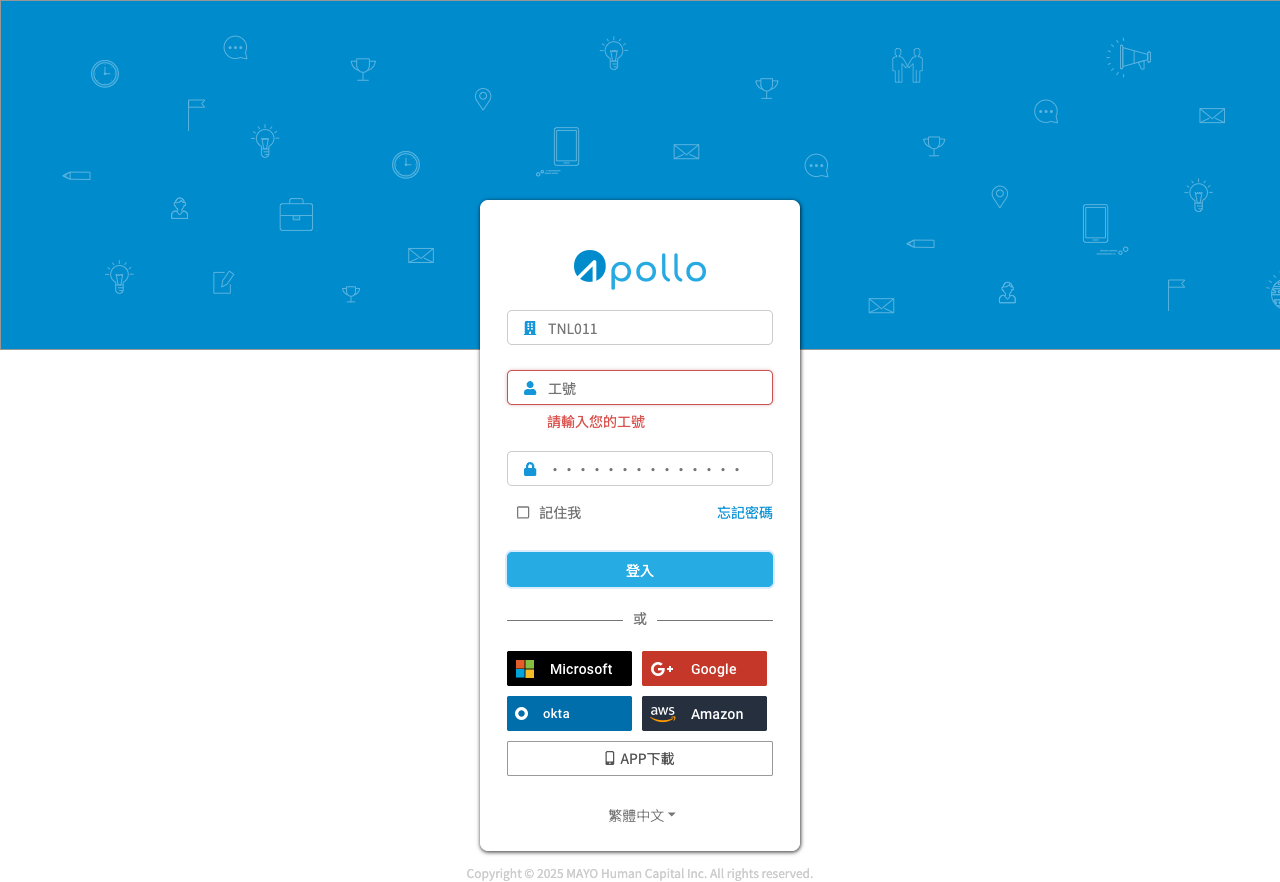 Apollo
TNL011
工號
請輸入您的工號
••••••••••••••
記住我
忘記密碼
登入
或
Microsoft
Google
okta
aws Amazon
APP下載
繁體中文
Copyright © 2025 MAYO Human Capital Inc. All rights reserved.